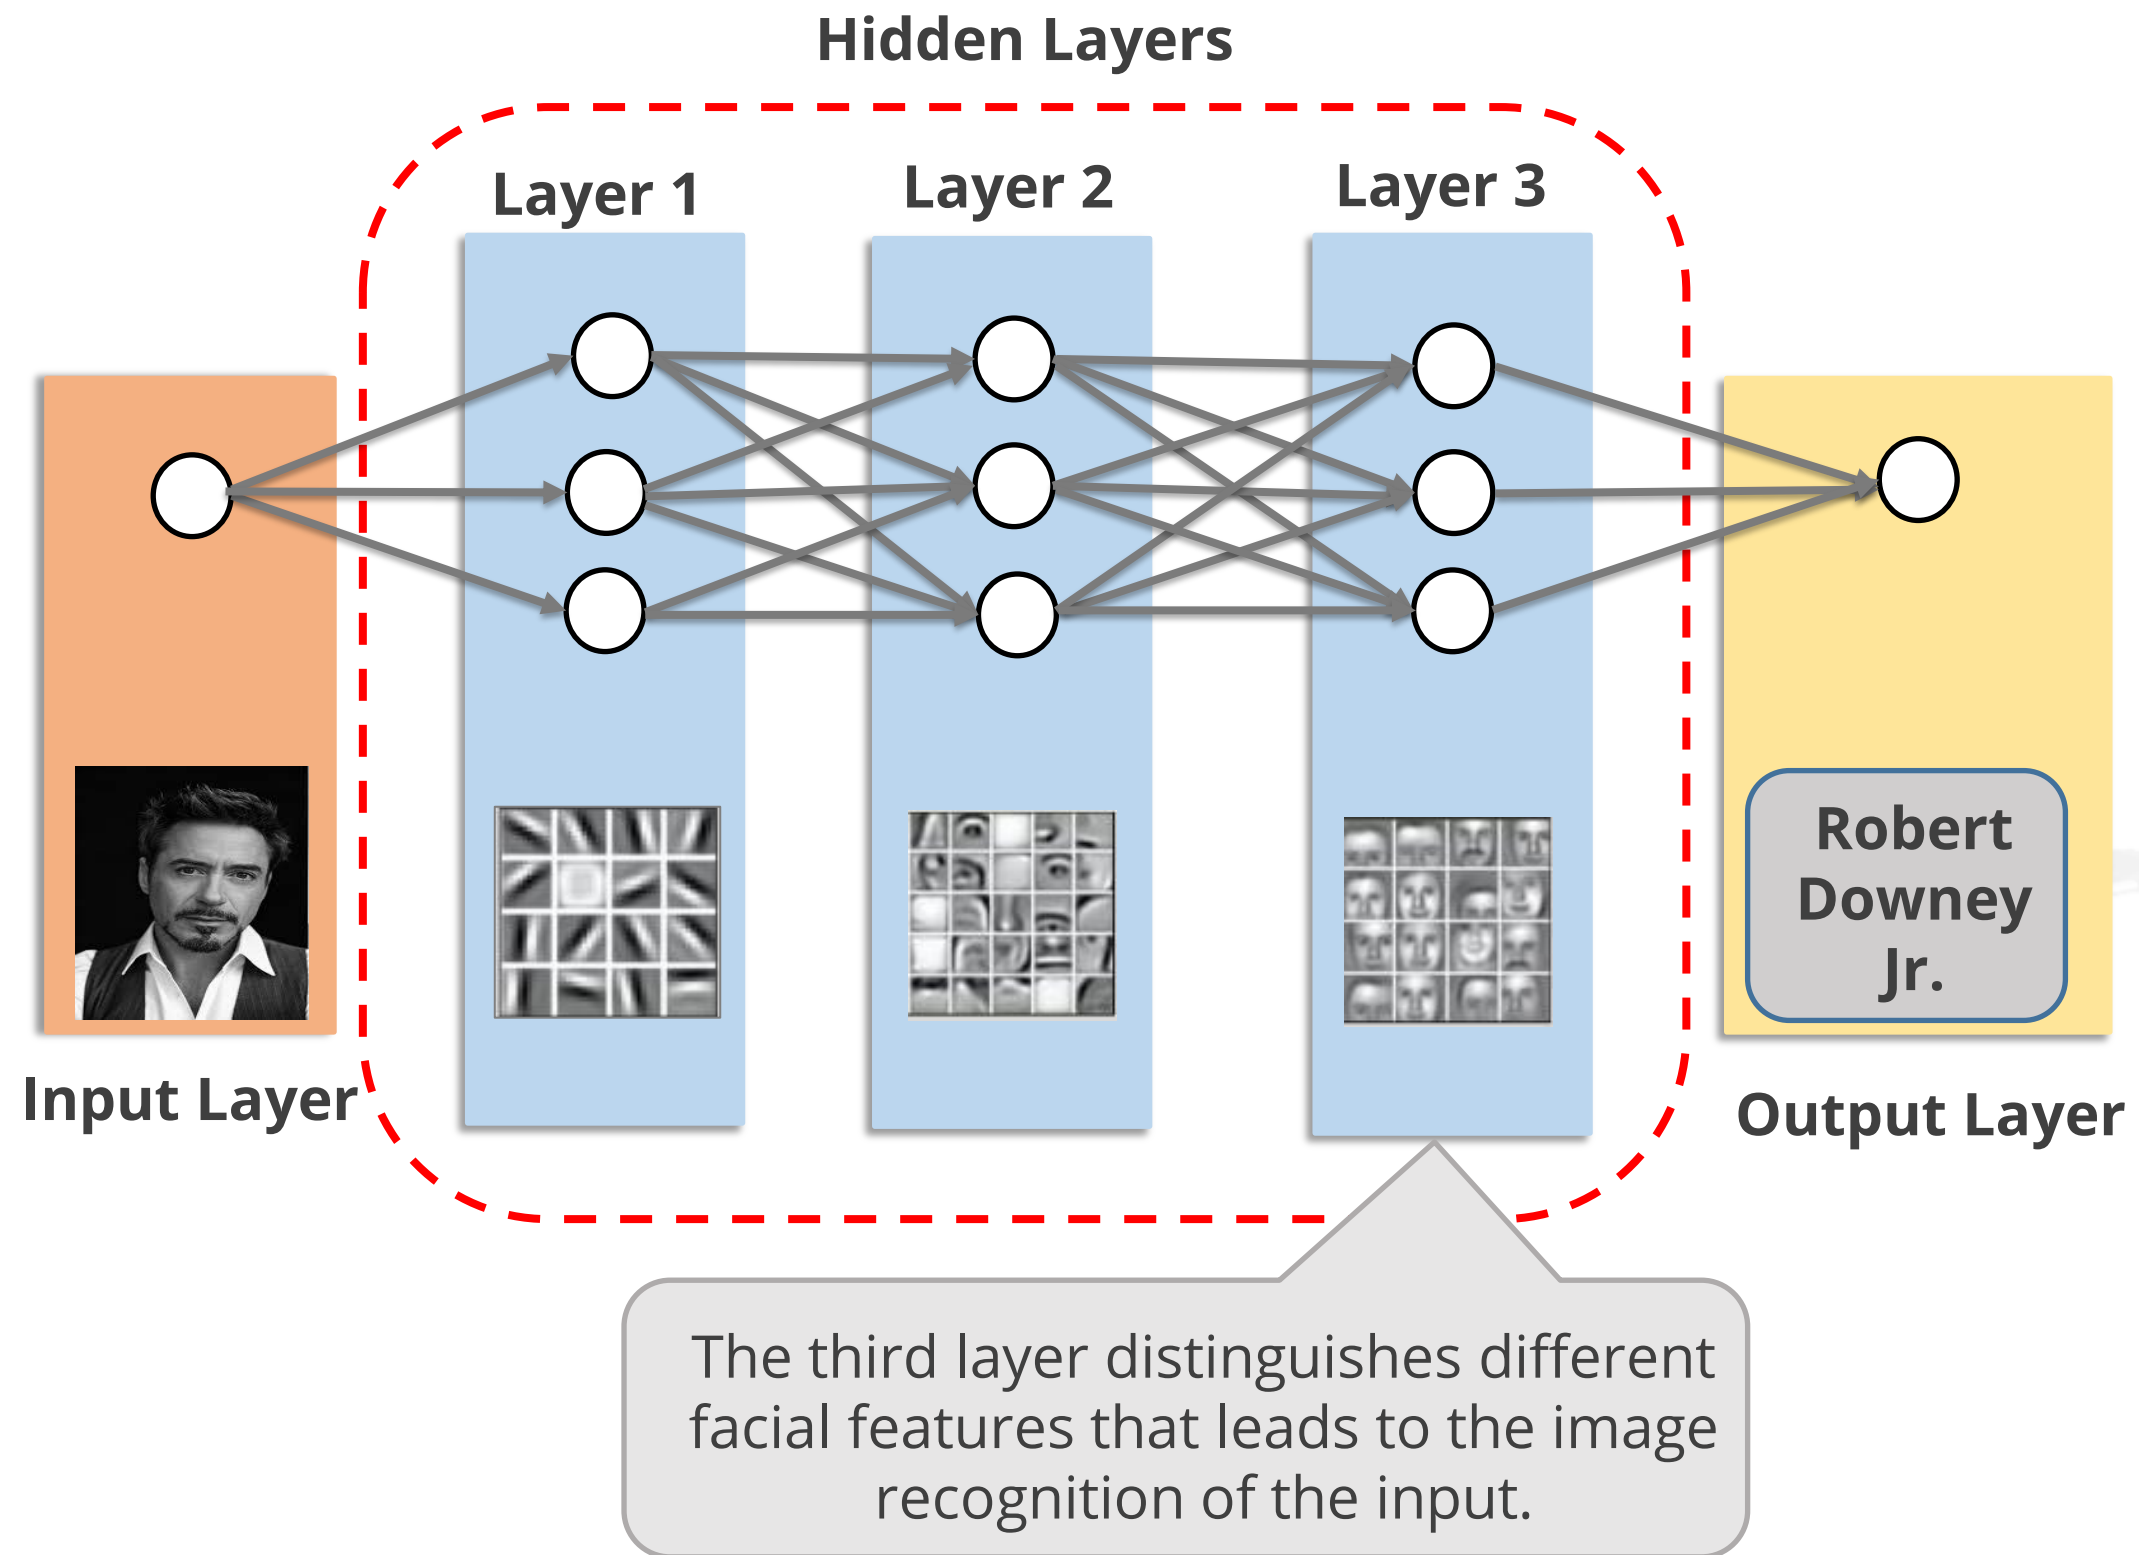 Hidden Layers
Layer 1
Layer 2
Layer 3
Robert
Downey
Jr.
Input Layer
Output Layer
The third layer distinguishes different
facial features that leads to the image
recognition of the input.